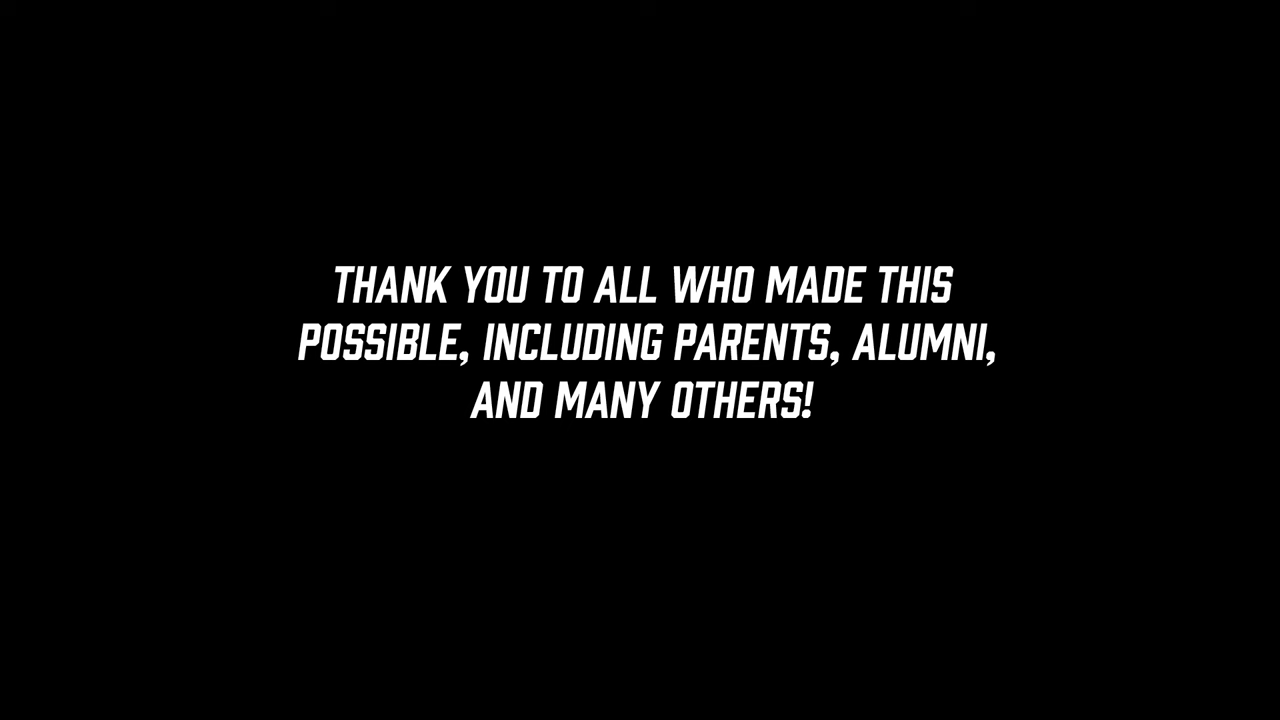 THANK YOU TO ALL WHO MADE THIS
POSSIBLE, INCLUDING PARENTS, ALUMNI,
AND MANY OTHERS!